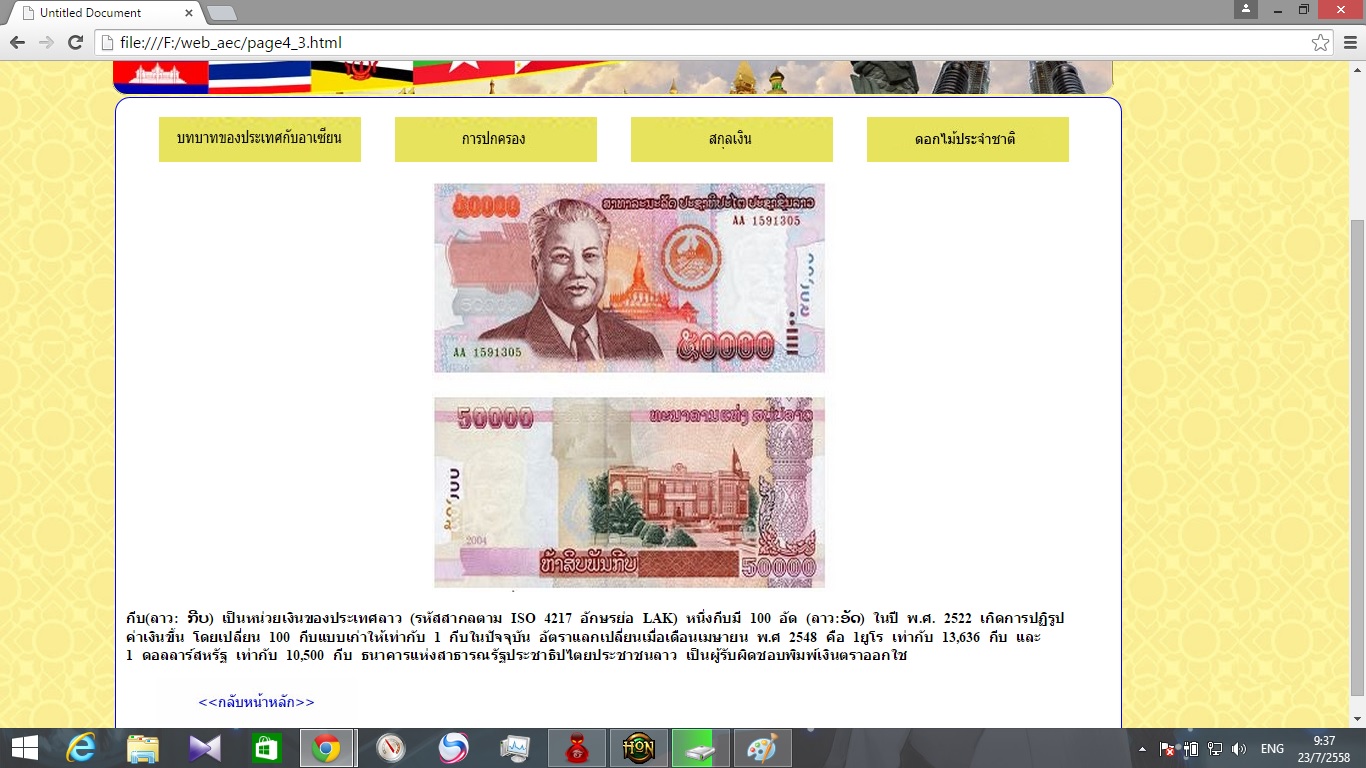 Untitled Document
file:///F:/web_aec/page4_3.html
บทบาทของประเทศกับอาเซียน
การปกครอง
สกุลเงิน
ดอกไม้ประจำชาติ
໕0000
ສາທາລະນະລັດ ປະຊາທິປະໄຕ ປະຊາຊົນລາວ
AA 1591305
50000
AA 1591305
໕0000
50000
ທະນາຄານ ແຫ່ງ ສປປລາວ
2004
ຫ້າສິບພັນກີບ
50000
กีบ(ลาว: ກີບ) เป็นหน่วยเงินของประเทศลาว (รหัสสากลตาม ISO 4217 อักษรย่อ LAK) หนึ่งกีบมี 100 อัด (ลาว:ອັດ) ในปี พ.ศ. 2522 เกิดการปฏิรูป
ค่าเงินขึ้น โดยเปลี่ยน 100 กีบแบบเก่าให้เท่ากับ 1 กีบในปัจจุบัน อัตราแลกเปลี่ยนเมื่อเดือนเมษายน พ.ศ 2548 คือ 1ยูโร เท่ากับ 13,636 กีบ และ
1 ดอลลาร์สหรัฐ เท่ากับ 10,500 กีบ ธนาคารแห่งสาธารณรัฐประชาธิปไตยประชาชนลาว เป็นผู้รับผิดชอบพิมพ์เงินตราออกใช
<<กลับหน้าหลัก>>
HON
ENG
9:37
23/7/2558